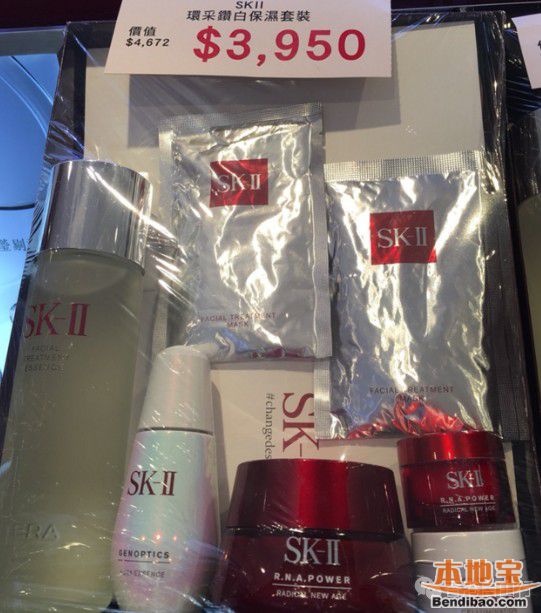 SKII
環采鑽白保濕套裝
價值
$4,672
$3,950
SK-II
FACIAL TREATMENT
MASK
SK-II
FACIAL TREATMENT
MASK
SK-II
FACIAL
TREATMENT
ESSENCE
SK-
#changedes
SK-II
GENOPTICS
ESSENCE
SK-II
R.N.A.POWER
RADICAL NEW AGE
SK-II
R.N.A.POWER
RADICAL NEW AGE
本地宝
Bendibao.com